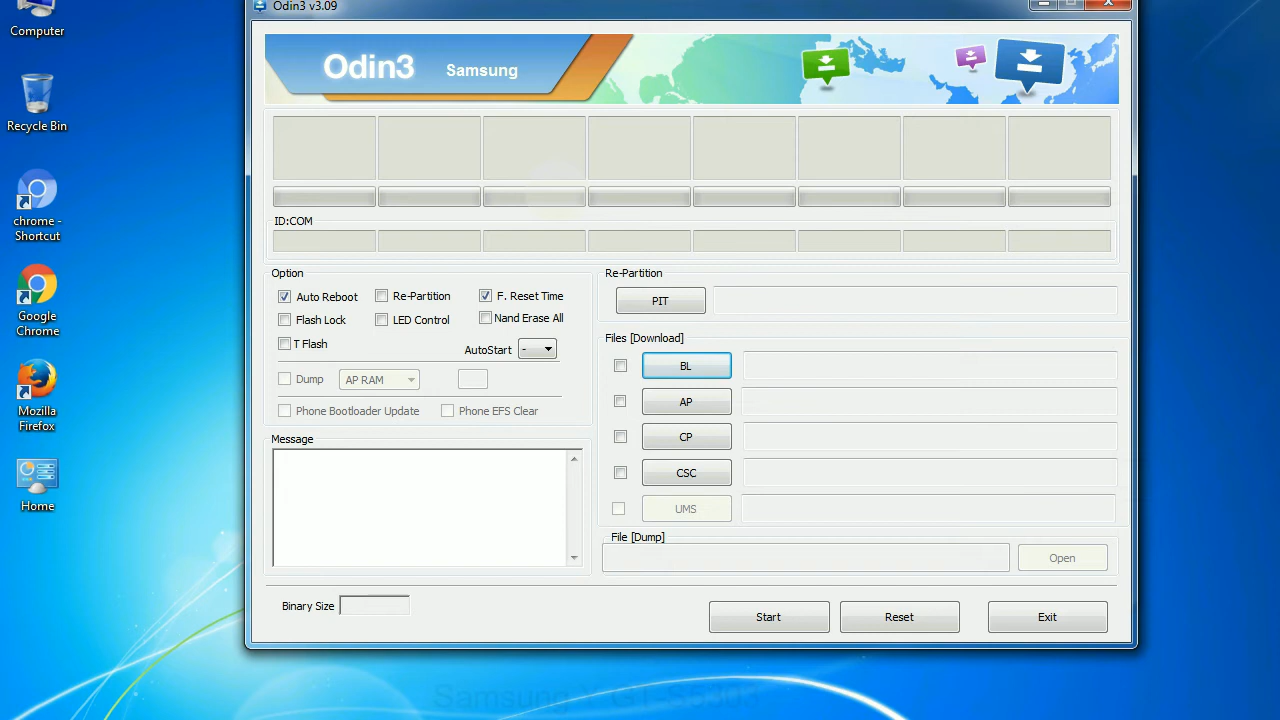 Computer
Recycle Bin
chrome -
Shortcut
Google
Chrome
Mozilla
Firefox
Home
Odin3 v3.09
Odin3 Samsung
ID:COM
Option
Auto Reboot
Re-Partition
F. Reset Time
Flash Lock
LED Control
Nand Erase All
T Flash
AutoStart -
Dump
AP RAM
Phone Bootloader Update
Phone EFS Clear
Message
Re-Partition
PIT
Files [Download]
BL
AP
CP
CSC
UMS
File [Dump]
Open
Binary Size
Start
Reset
Exit
Samsung Y GT-S5303